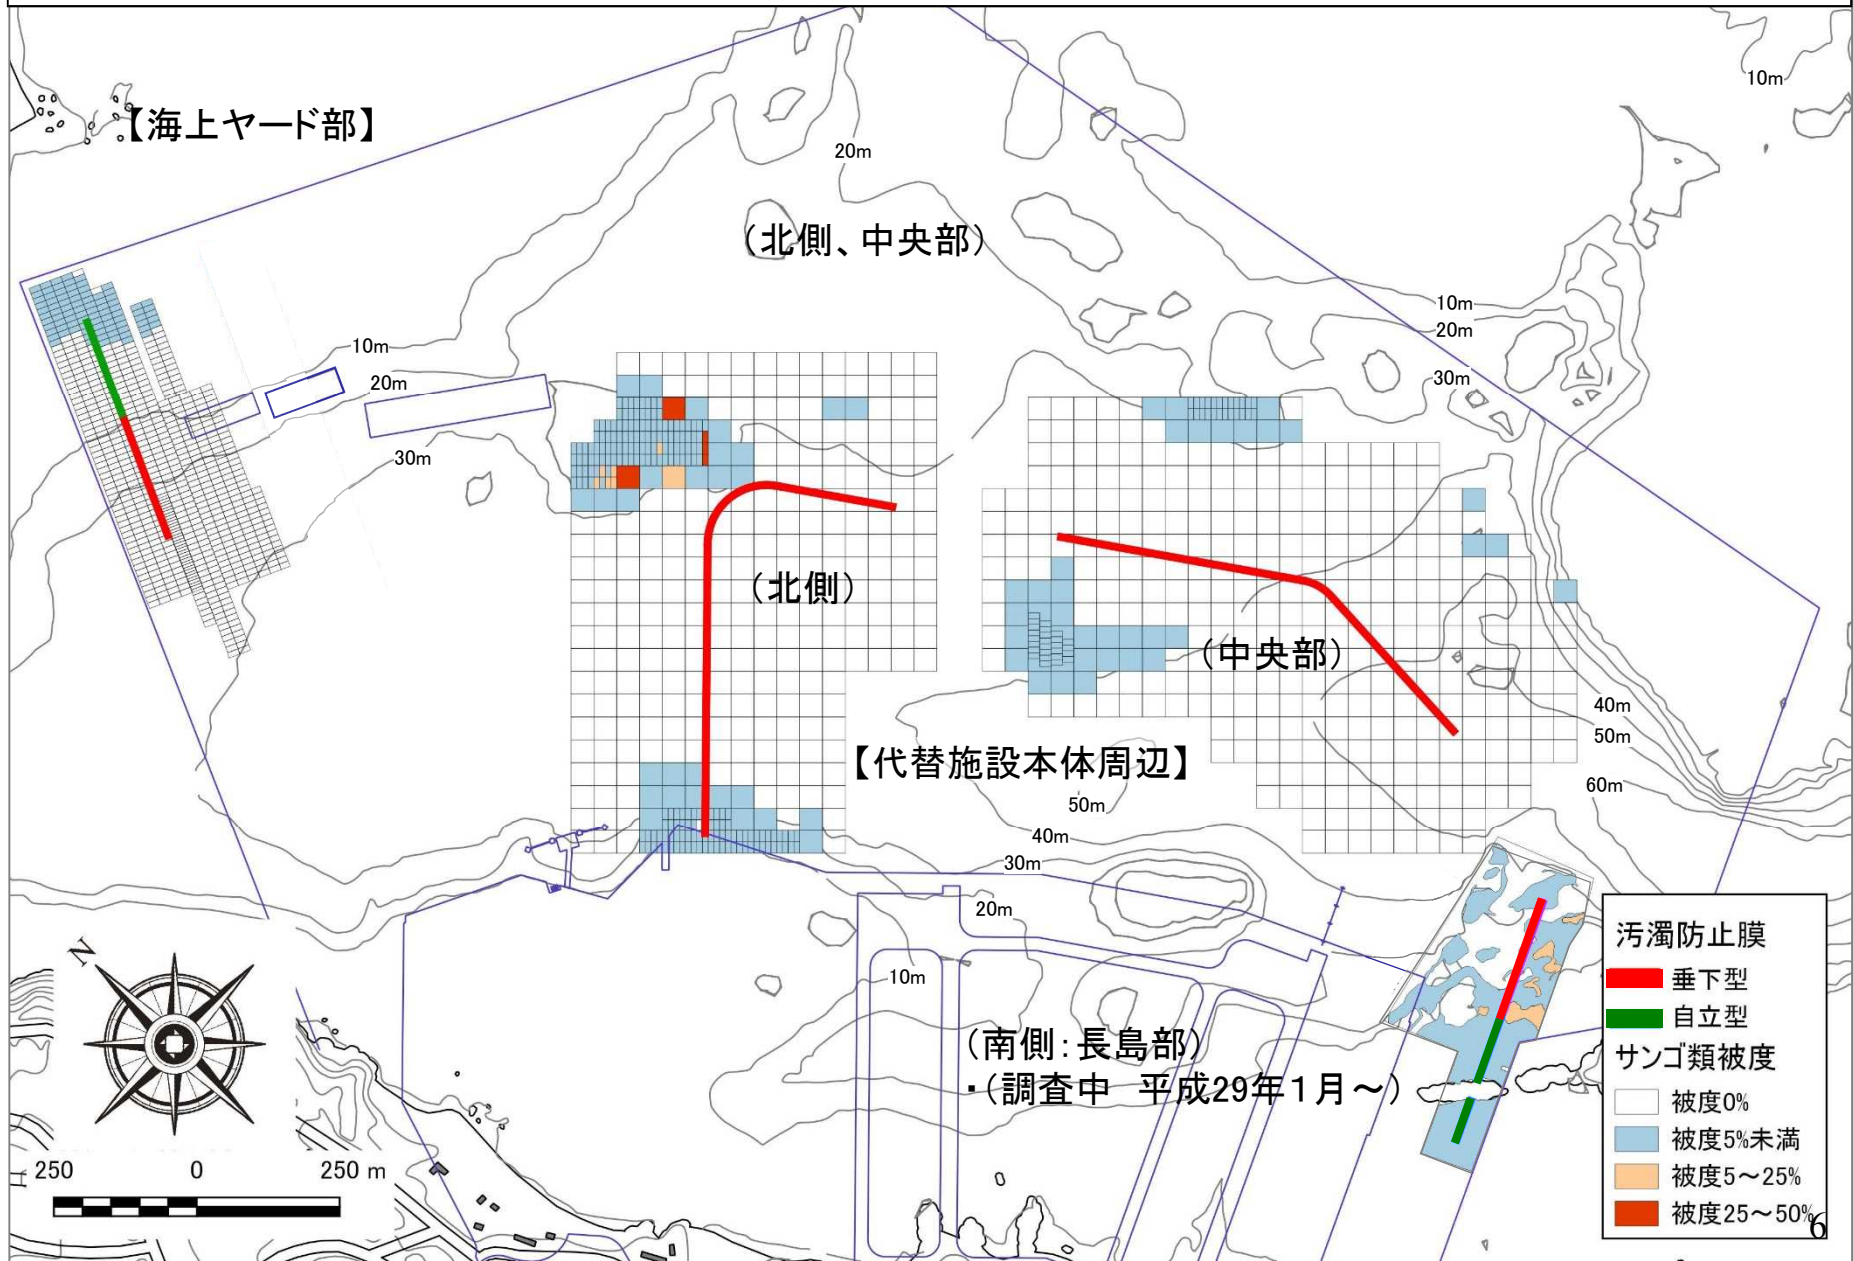 10m
【海上ヤード部】
20m
（北側、中央部）
10m
20m
10m
20m
30m
30m
（北側）
（中央部）
40m
50m
【代替施設本体周辺】
60m
50m
40m
30m
20m
10m
（南側：長島部）
・（調査中　平成29年1月～）
N
250 0 250 m
汚濁防止膜
垂下型
自立型
サンゴ類被度
被度0%
被度5%未満
被度5～25%
被度25～50%
6